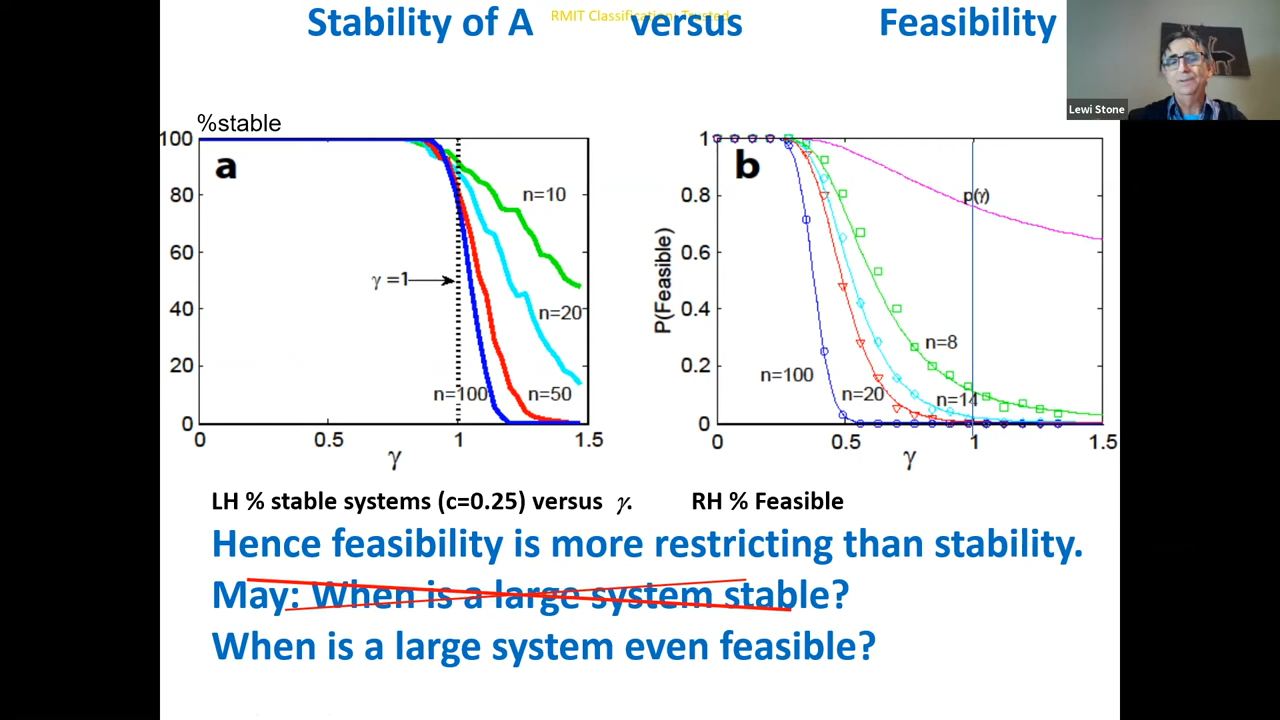 RMIT Classification: Trusted
Stability of A versus Feasibility
Lewi Stone
%stable
100
80
60
40
20
0
a
n=10
γ =1
n=20
n=100
n=50
0 0.5 1 1.5
γ
P(Feasible)
1
0.8
0.6
0.4
0.2
0
b
p(γ)
n=8
n=100
n=20
n=14
0 0.5 1 1.5
γ
LH % stable systems (c=0.25) versus γ. RH % Feasible
Hence feasibility is more restricting than stability.
May: When is a large system stable?
When is a large system even feasible?